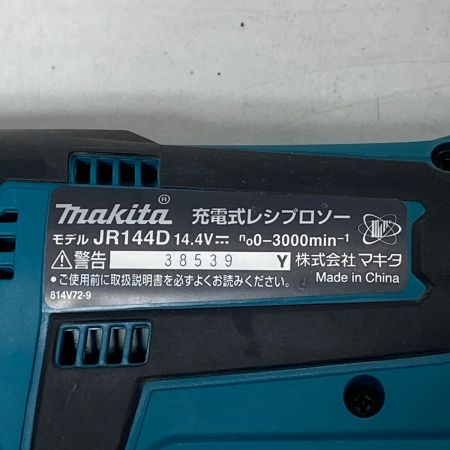 makita® 充電式レシプロソー
モデル JR144D 14.4V⎓ n₀0-3000min⁻¹
⚠警告 38539 Y 株式会社マキタ
●ご使用前に取扱説明書を必ずよくお読みください。 Made in China
814V72-9